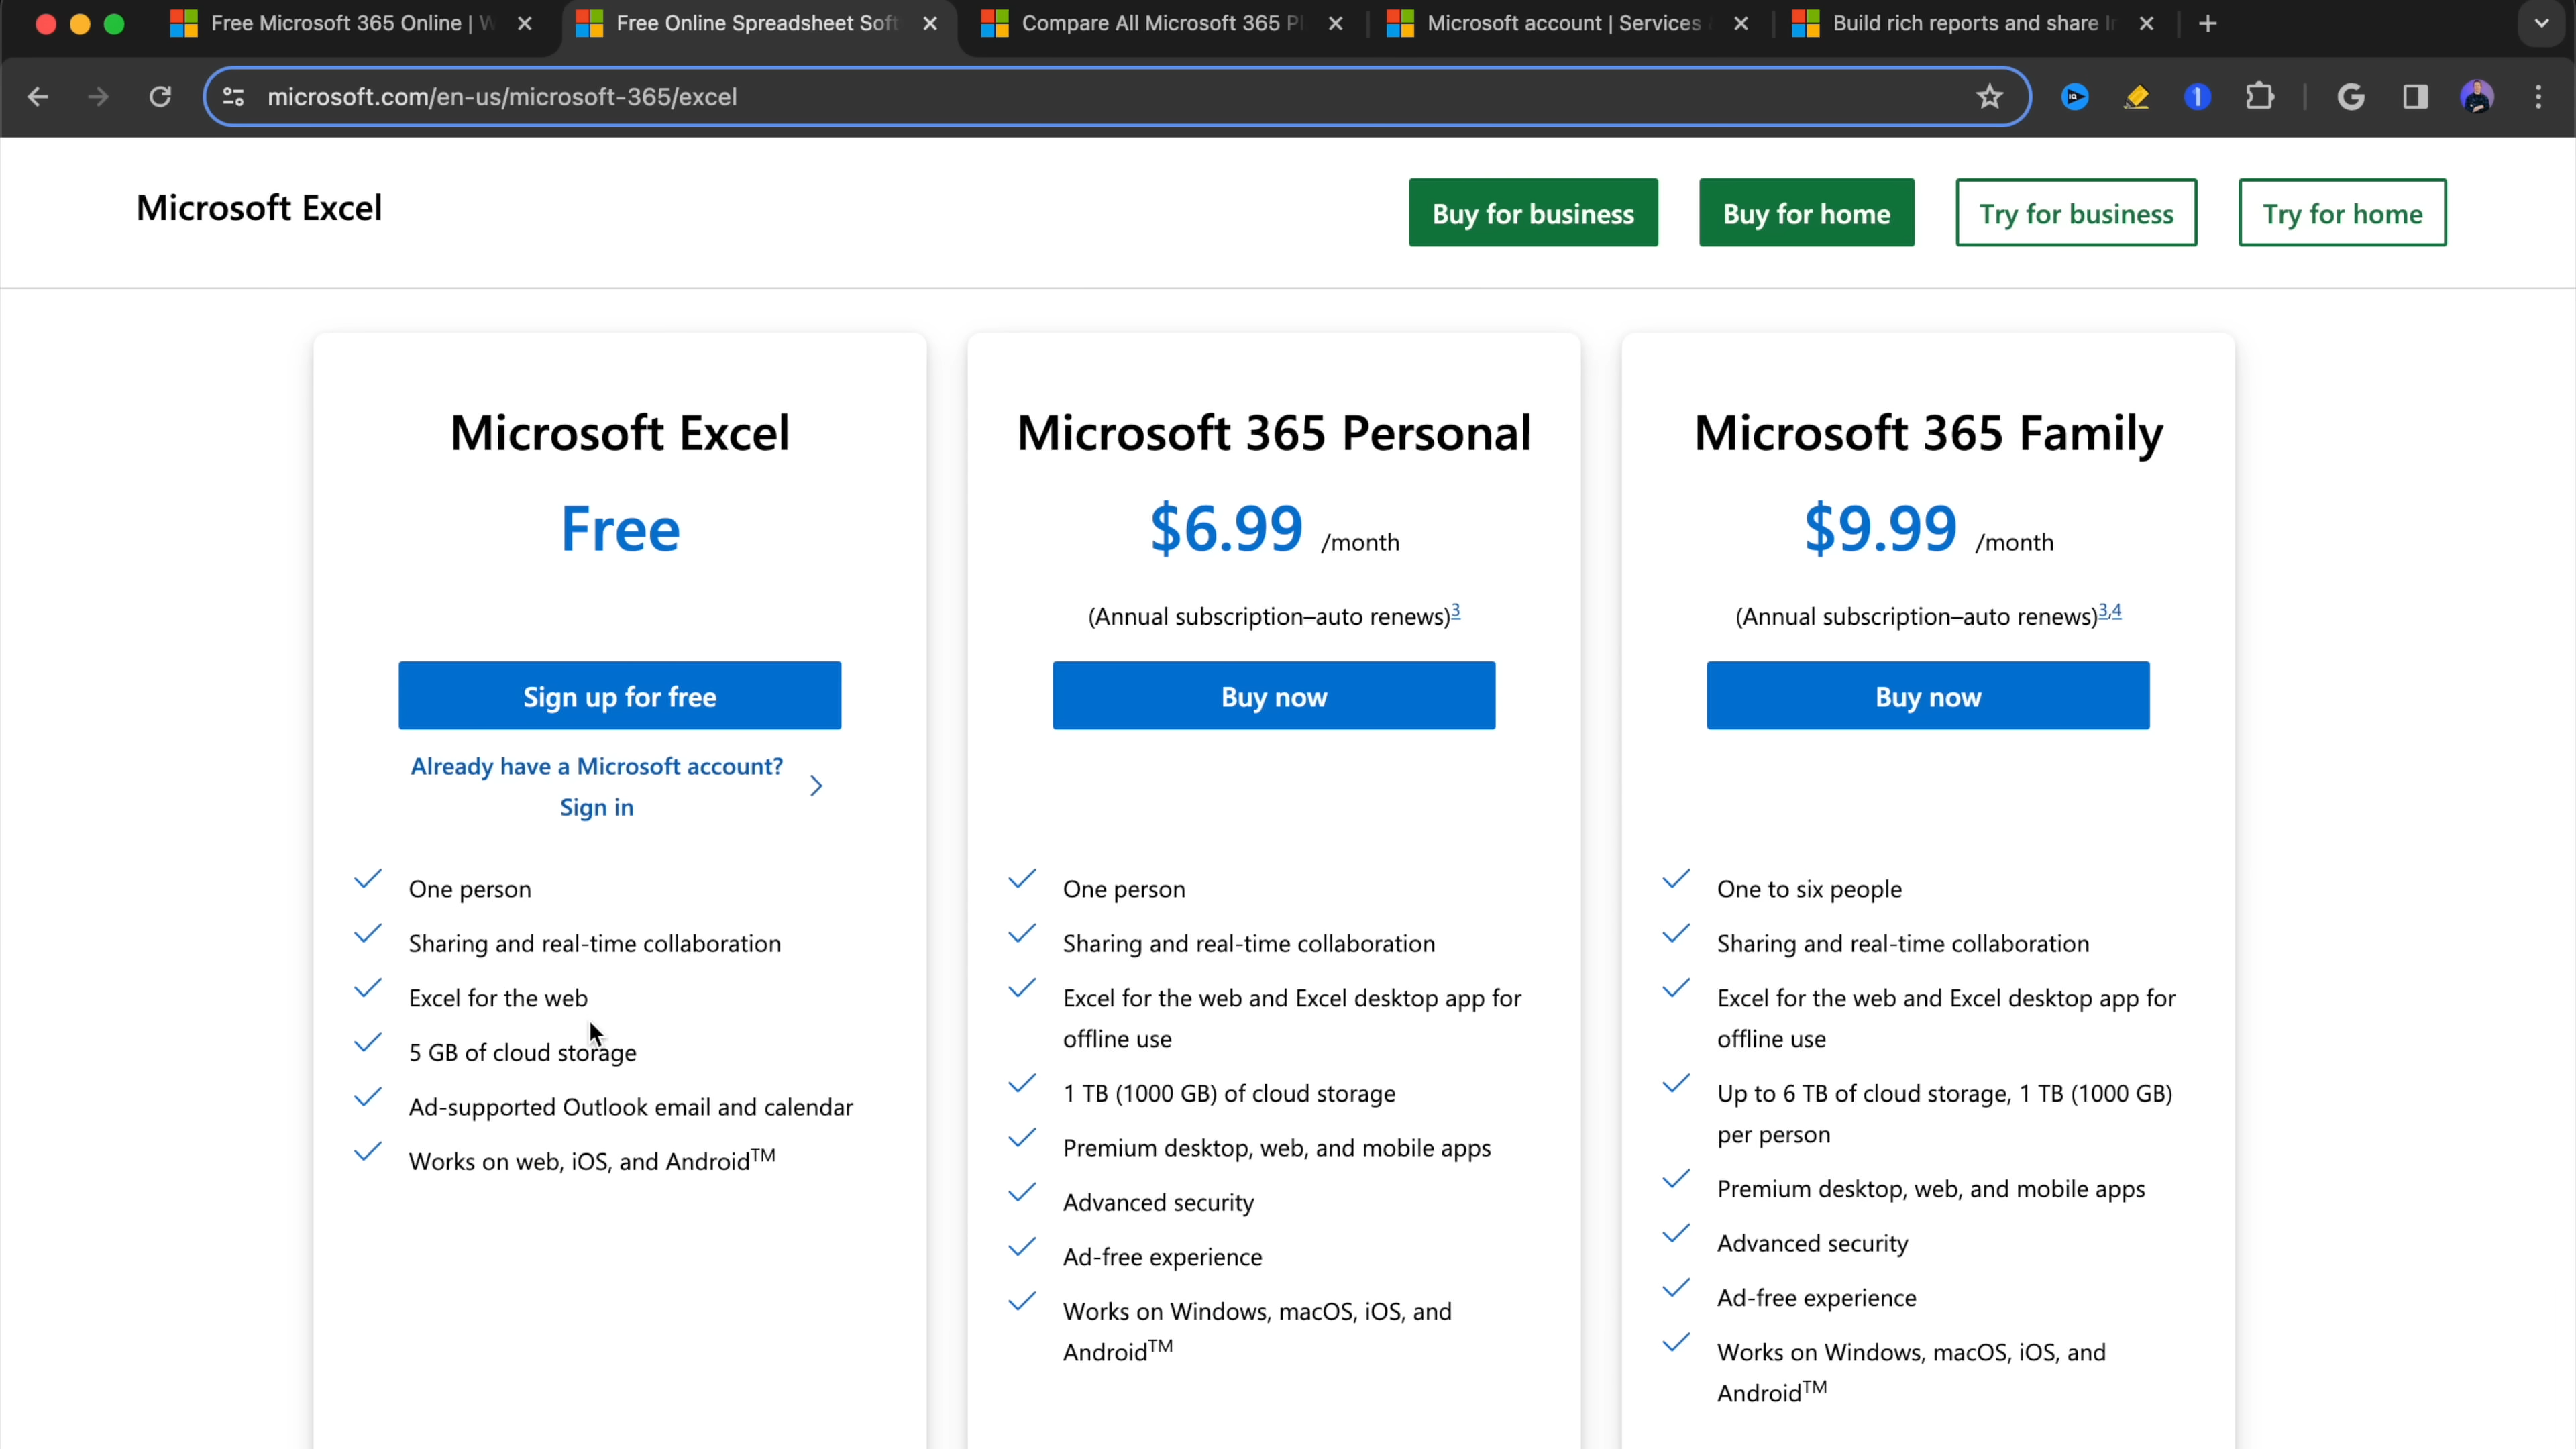 Free Microsoft 365 Online |
Free Online Spreadsheet Soft
Compare All Microsoft 365
Microsoft account | Services
Build rich reports and share
microsoft.com/en-us/microsoft-365/excel
Microsoft Excel
Buy for business
Buy for home
Try for business
Try for home
Microsoft Excel
Free
Sign up for free
Already have a Microsoft account?
Sign in
One person
Sharing and real-time collaboration
Excel for the web
5 GB of cloud storage
Ad-supported Outlook email and calendar
Works on web, iOS, and Android™
Microsoft 365 Personal
$6.99 /month
(Annual subscription–auto renews)3
Buy now
One person
Sharing and real-time collaboration
Excel for the web and Excel desktop app for
offline use
1 TB (1000 GB) of cloud storage
Premium desktop, web, and mobile apps
Advanced security
Ad-free experience
Works on Windows, macOS, iOS, and
Android™
Microsoft 365 Family
$9.99 /month
(Annual subscription–auto renews)3,4
Buy now
One to six people
Sharing and real-time collaboration
Excel for the web and Excel desktop app for
offline use
Up to 6 TB of cloud storage, 1 TB (1000 GB)
per person
Premium desktop, web, and mobile apps
Advanced security
Ad-free experience
Works on Windows, macOS, iOS, and
Android™